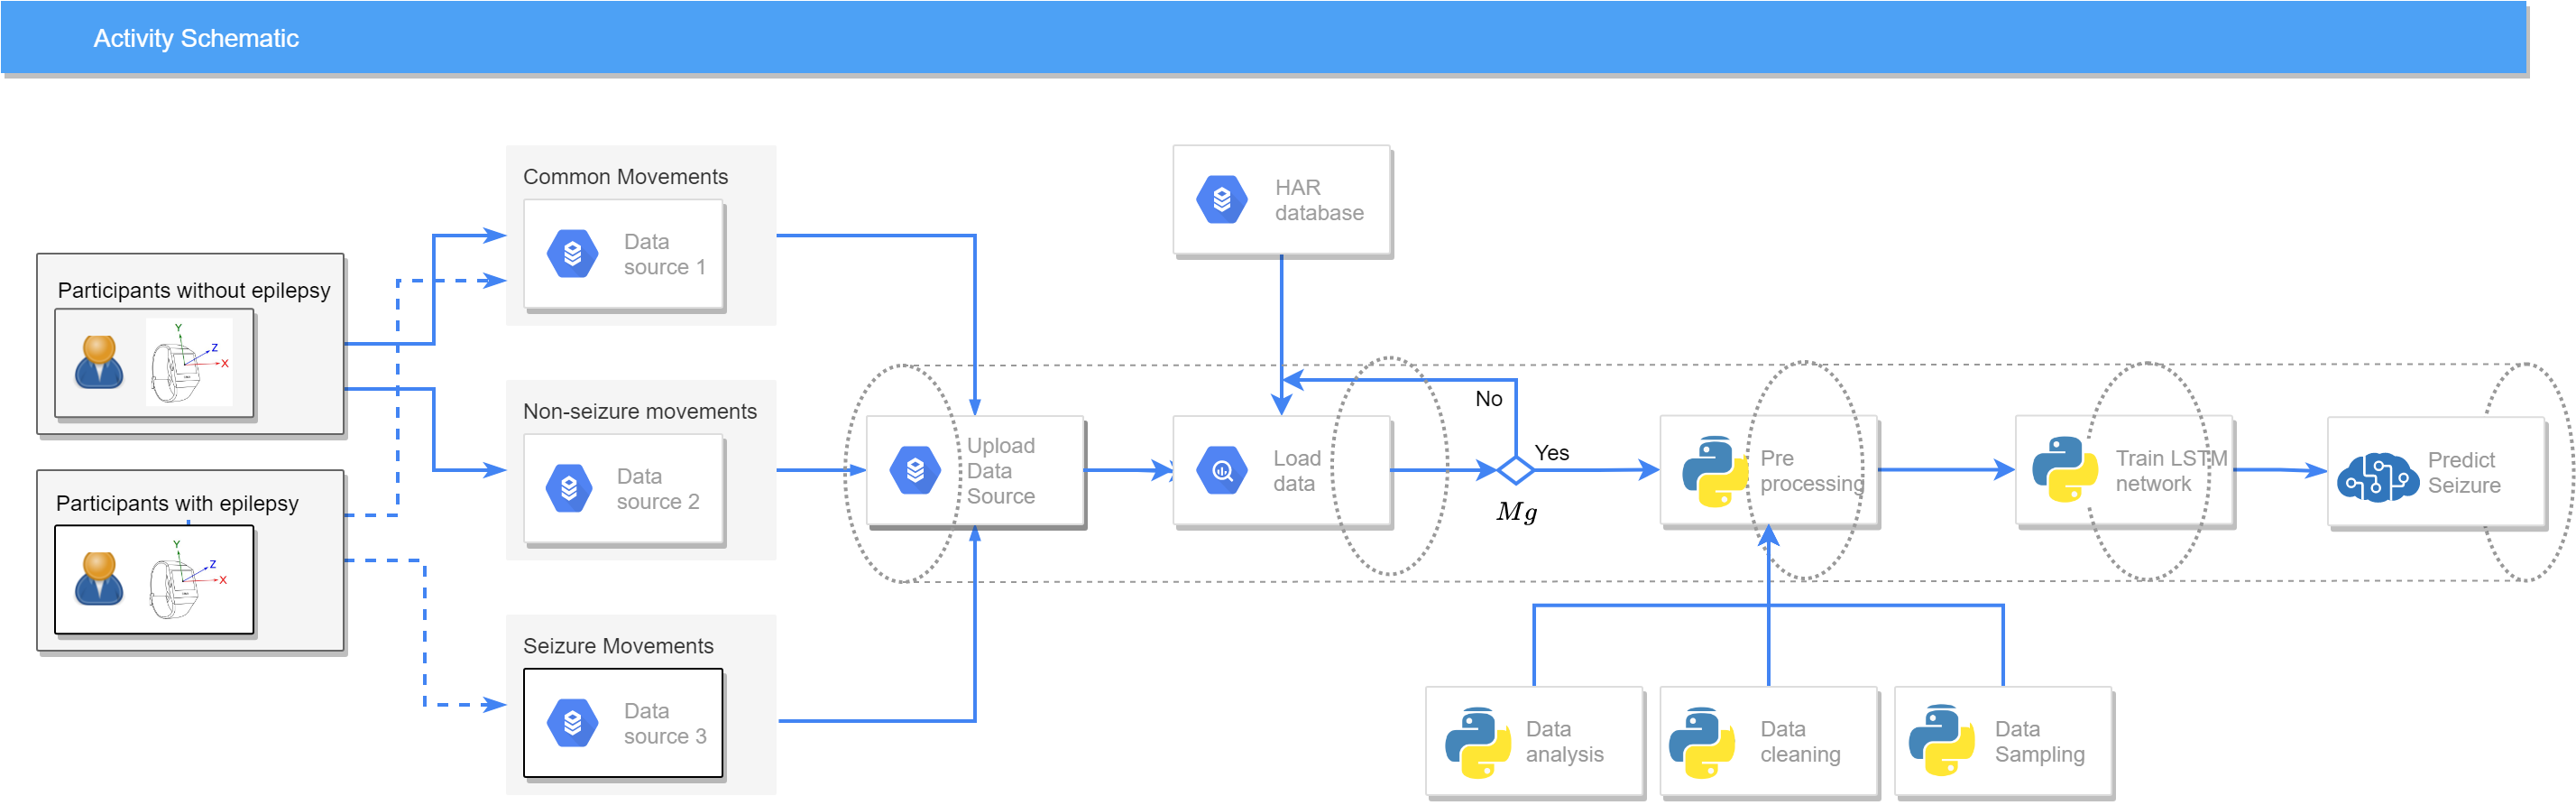 Activity Schematic
Participants without epilepsy
Y
Z
X
Participants with epilepsy
Y
Z
X
Common Movements
Data
source 1
Non-seizure movements
Data
source 2
Seizure Movements
Data
source 3
Upload
Data
Source
HAR
database
Load
data
No
Yes
Mg
Pre
processing
Data
analysis
Data
cleaning
Data
Sampling
Train LSTM
network
Predict
Seizure